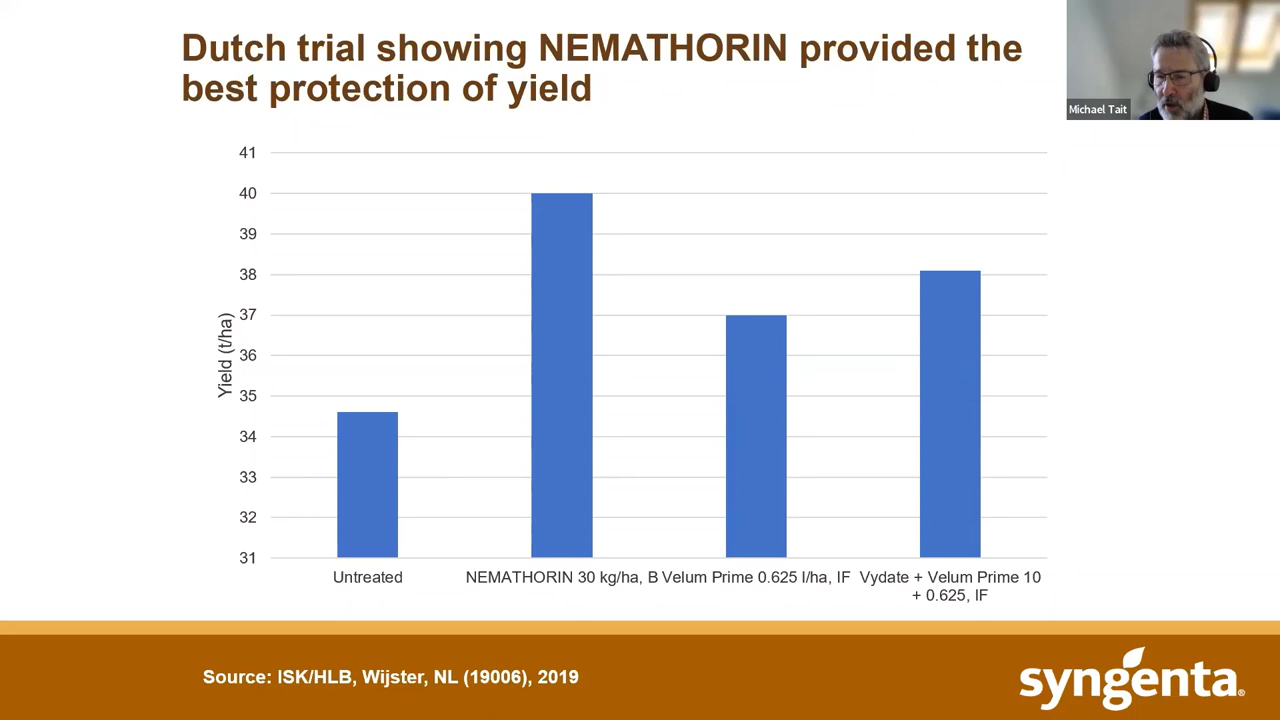 Dutch trial showing NEMATHORIN provided the
best protection of yield
Michael Tait
41
40
39
38
37
36
35
34
33
32
31
Yield (t/ha)
Untreated
NEMATHORIN 30 kg/ha, B
Velum Prime 0.625 l/ha, IF
Vydate + Velum Prime 10
+ 0.625, IF
Source: ISK/HLB, Wijster, NL (19006), 2019
syngenta®